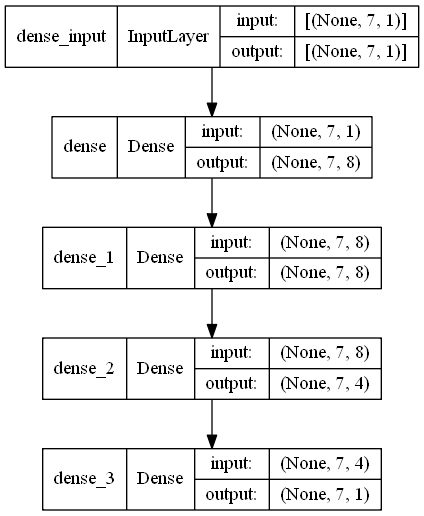 dense_input InputLayer input: [(None, 7, 1)]
output: [(None, 7, 1)]
dense Dense input: (None, 7, 1)
output: (None, 7, 8)
dense_1 Dense input: (None, 7, 8)
output: (None, 7, 8)
dense_2 Dense input: (None, 7, 8)
output: (None, 7, 4)
dense_3 Dense input: (None, 7, 4)
output: (None, 7, 1)